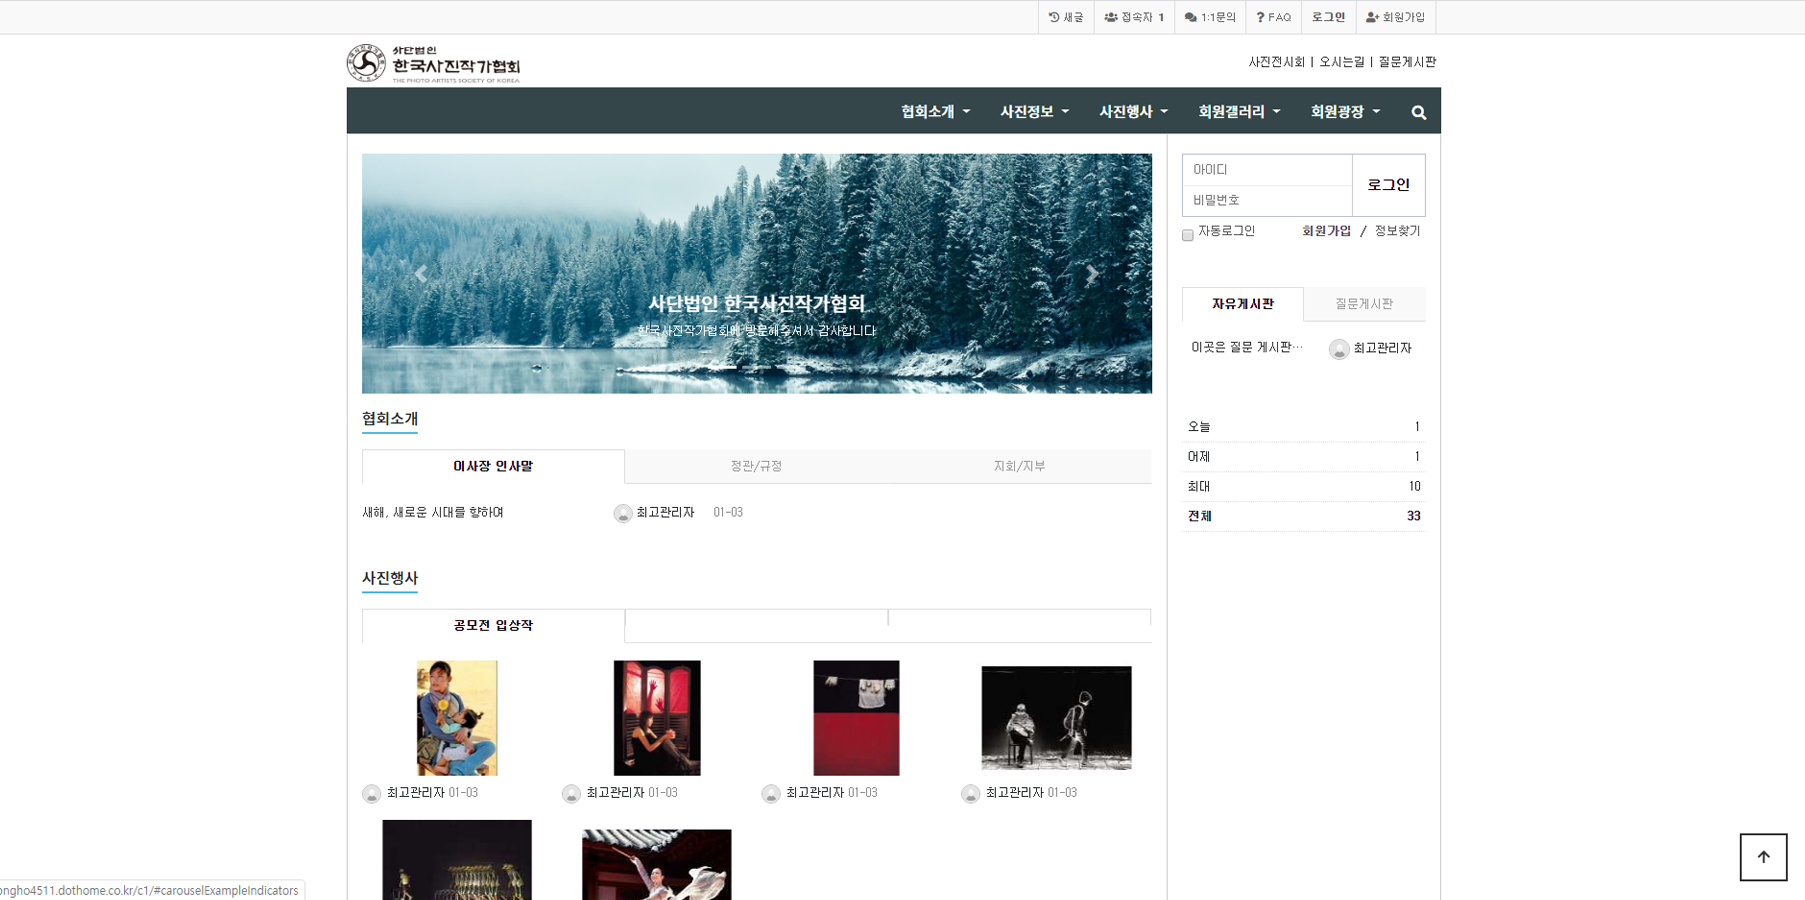 새글
접속자 1
1:1문의
FAQ
로그인
회원가입
사단법인
한국사진작가협회
THE PHOTO ARTISTS SOCIETY OF KOREA
사진전시회 | 오시는길 | 질문게시판
협회소개
사진정보
사진행사
회원갤러리
회원광장
아이디
비밀번호
로그인
자동로그인
회원가입 / 정보찾기
사단법인 한국사진작가협회
한국사진작가협회에 방문해주셔서 감사합니다
자유게시판
질문게시판
이곳은 질문 게시판…
최고관리자
오늘 1
어제 1
최대 10
전체 33
협회소개
이사장 인사말
정관/규정
지회/지부
새해, 새로운 시대를 향하며
최고관리자
01-03
사진행사
공모전 입상작
최고관리자 01-03
최고관리자 01-03
최고관리자 01-03
최고관리자 01-03
ongho4511.dothome.co.kr/c1/#carouselExampleIndicators